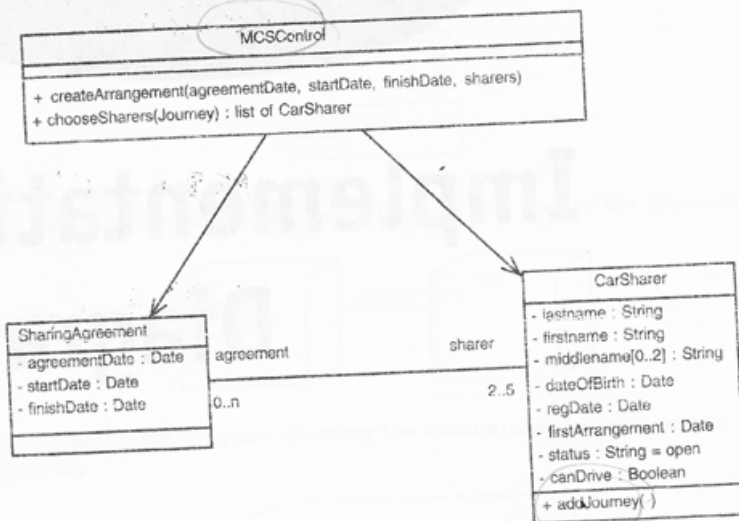 MCSControl
+ createArrangement(agreementDate, startDate, finishDate, sharers)
+ chooseSharers(Journey) : list of CarSharer
SharingAgreement
- agreementDate : Date
- startDate : Date
- finishDate : Date
agreement
0..n
sharer
2..5
CarSharer
- lastname : String
- firstname : String
- middlename[0..2] : String
- dateOfBirth : Date
- regDate : Date
- firstArrangement : Date
- status : String = open
- canDrive : Boolean
+ addJourney( )